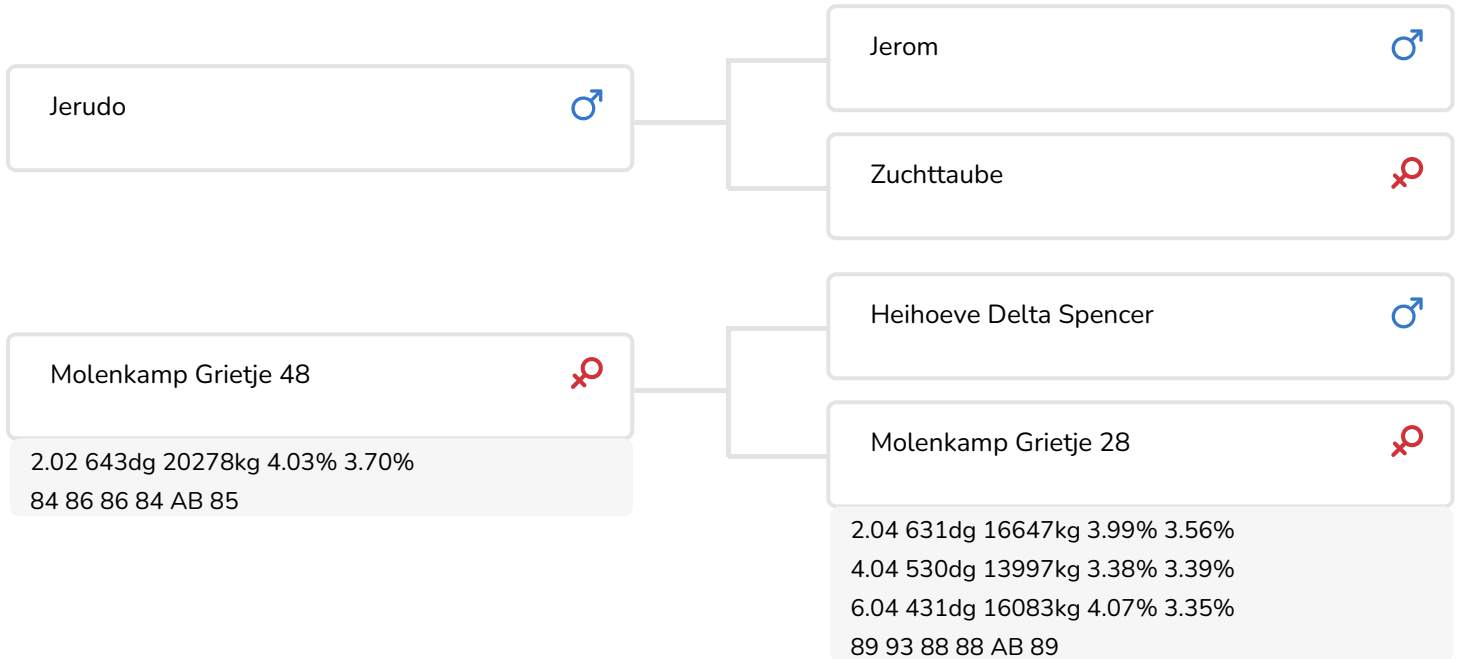 Jerom
Jerudo
Zuchttaube
Heihoeve Delta Spencer
Molenkamp Grietje 48
2.02 643dg 20278kg 4.03% 3.70%
84 86 86 84 AB 85
Molenkamp Grietje 28
2.04 631dg 16647kg 3.99% 3.56%
4.04 530dg 13997kg 3.38% 3.39%
6.04 431dg 16083kg 4.07% 3.35%
89 93 88 88 AB 89